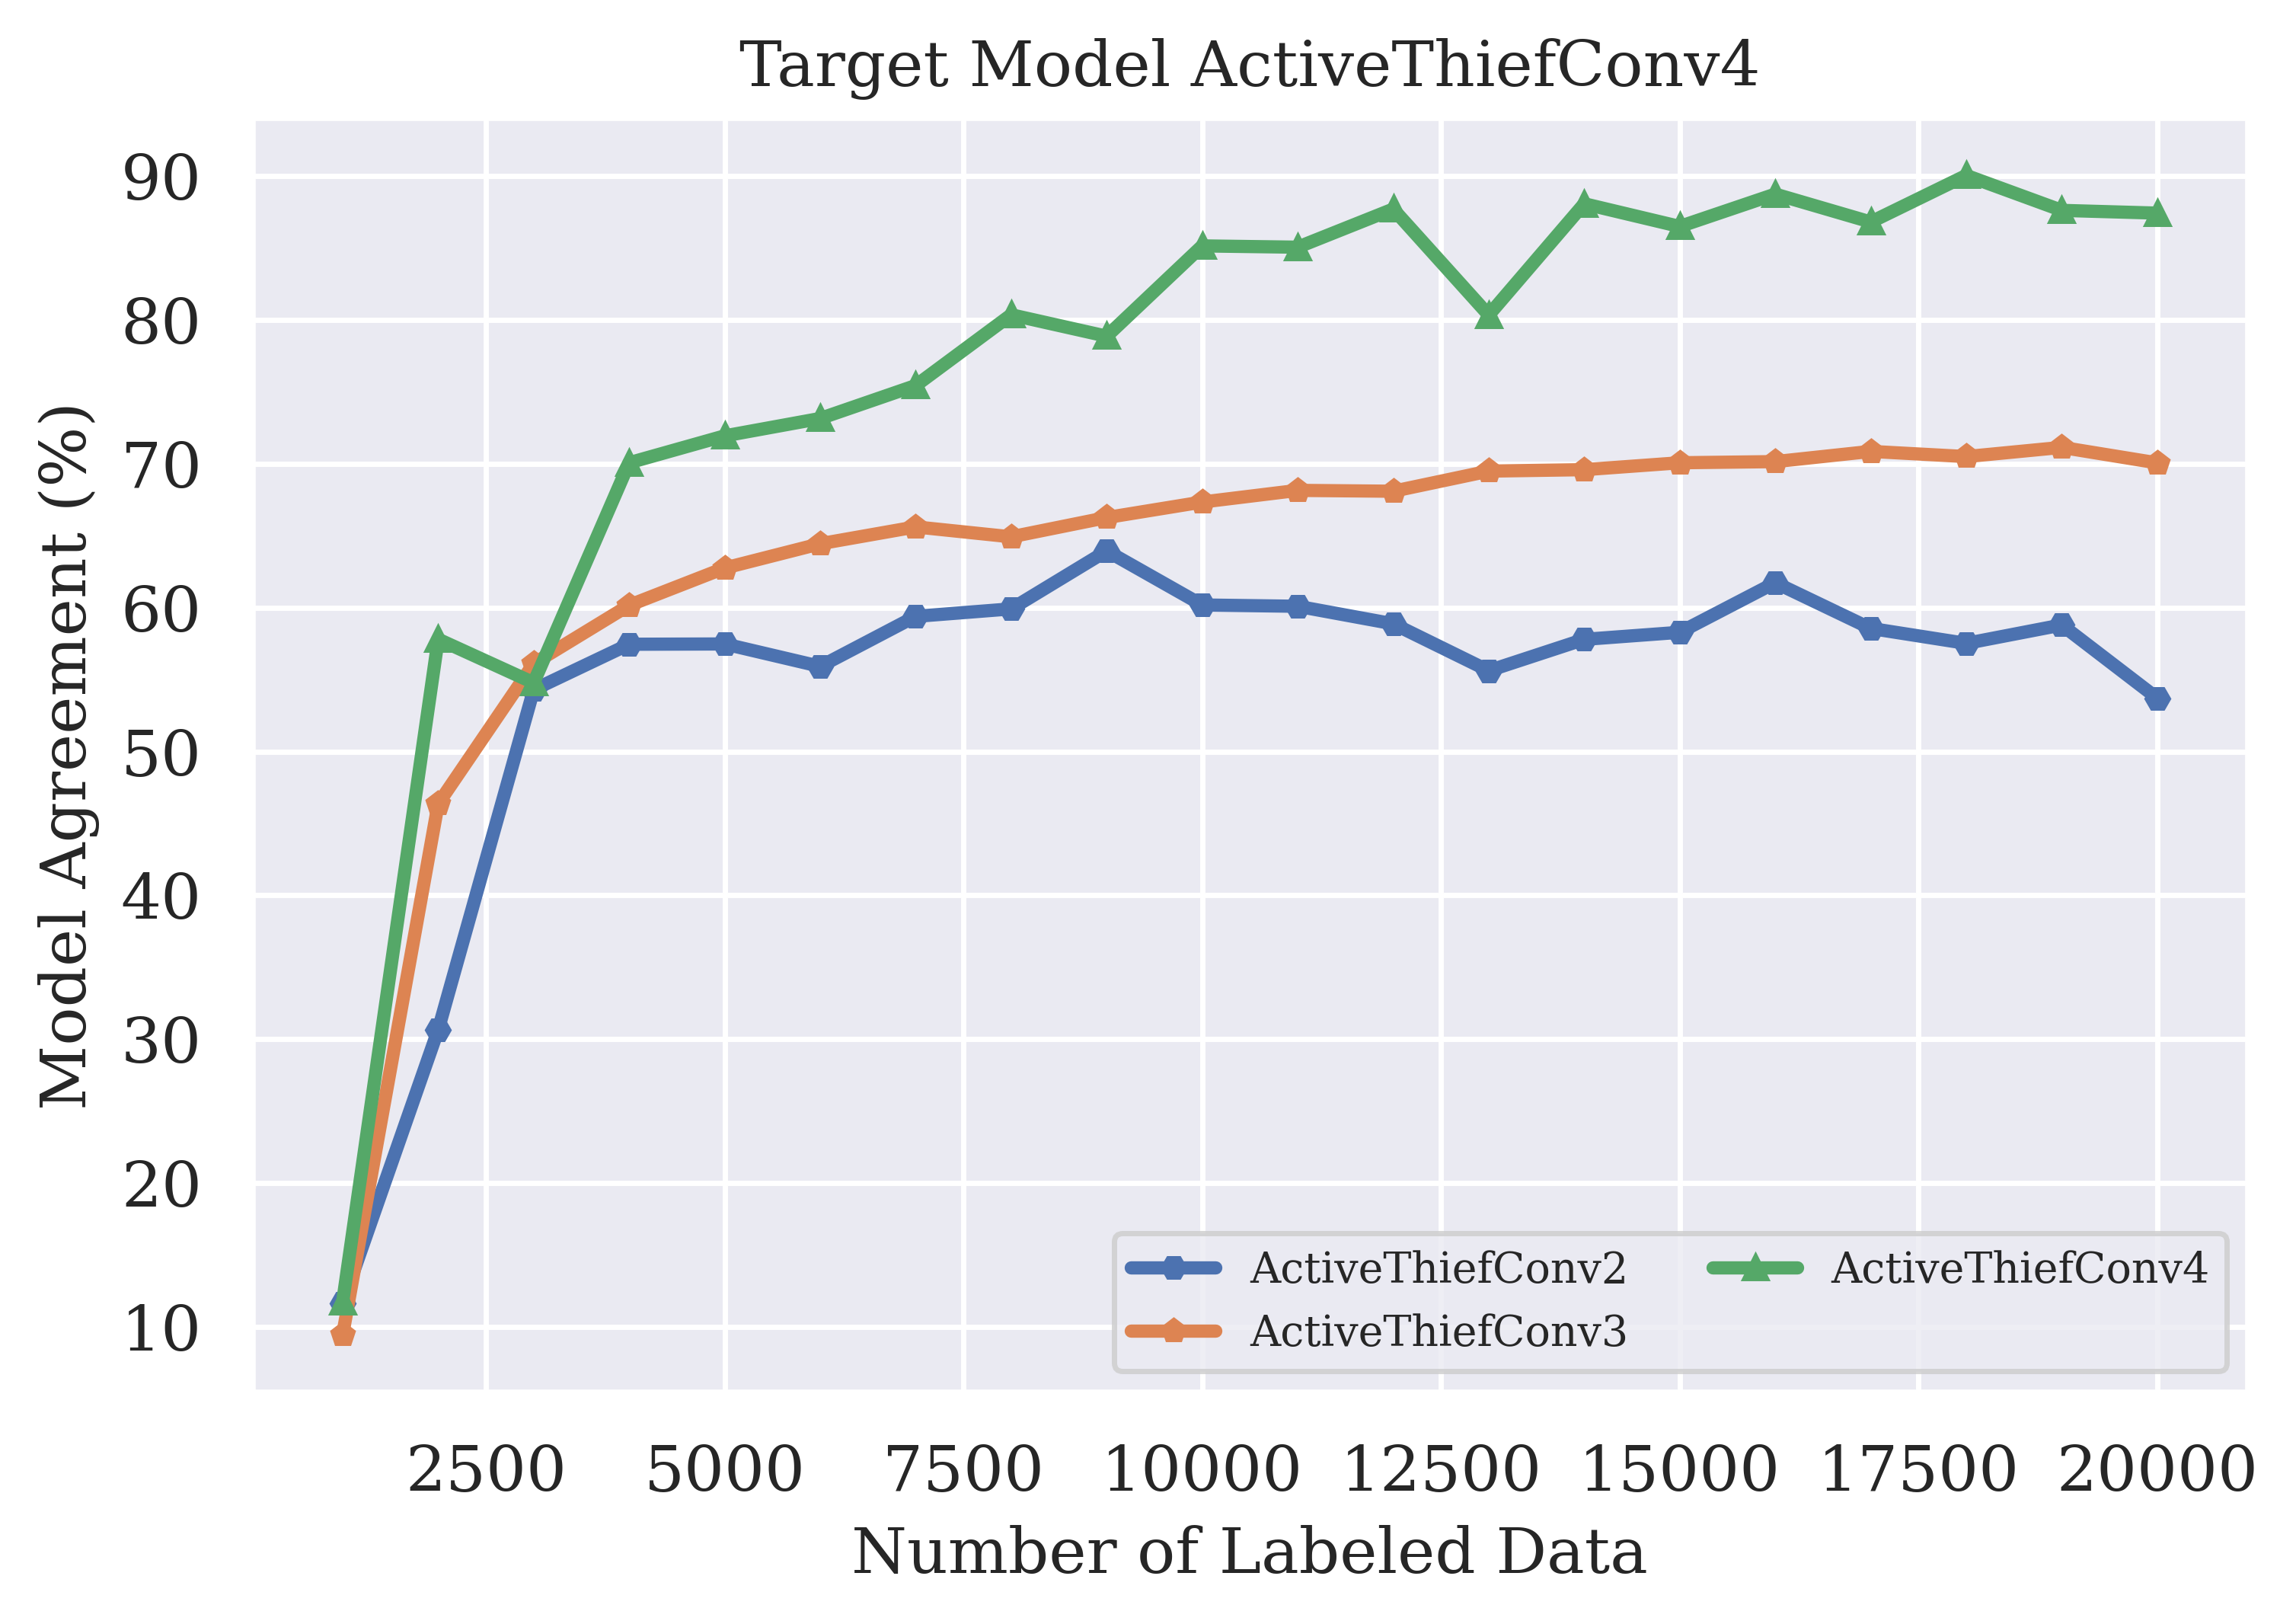 Target Model ActiveThiefConv4
Model Agreement (%)
90
80
70
60
50
40
30
20
10
ActiveThiefConv2
ActiveThiefConv3
ActiveThiefConv4
2500 5000 7500 10000 12500 15000 17500 20000
Number of Labeled Data